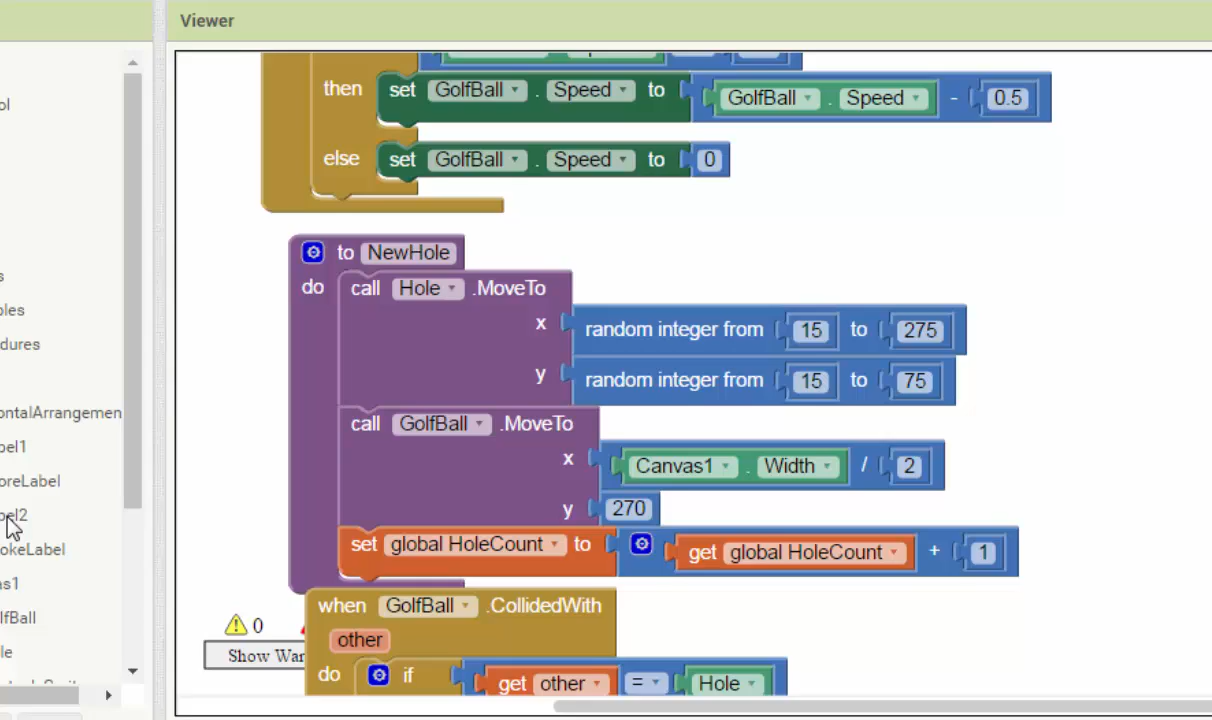 Viewer
then set GolfBall . Speed to GolfBall . Speed - 0.5
else set GolfBall . Speed to 0
to NewHole
do call Hole .MoveTo
x random integer from 15 to 275
y random integer from 15 to 75
call GolfBall .MoveTo
x Canvas1 . Width / 2
y 270
set global HoleCount to get global HoleCount + 1
when GolfBall .CollidedWith
other
do if get other = Hole
0
Show War
ol
s
les
dures
ontalArrangemen
el1
oreLabel
el2
okeLabel
as1
lfBall
le